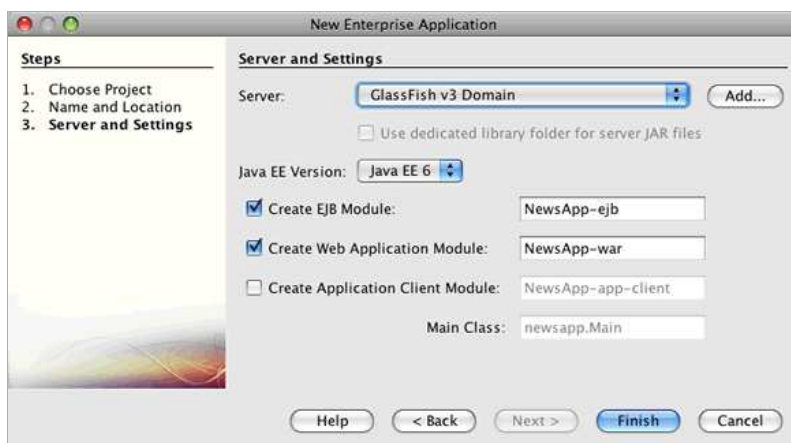 New Enterprise Application
Steps
1. Choose Project
2. Name and Location
3. Server and Settings
Server and Settings
Server: GlassFish v3 Domain Add...
Use dedicated library folder for server JAR files
Java EE Version: Java EE 6
Create EJB Module: NewsApp-ejb
Create Web Application Module: NewsApp-war
Create Application Client Module: NewsApp-app-client
Main Class: newsapp.Main
Help < Back Next > Finish Cancel